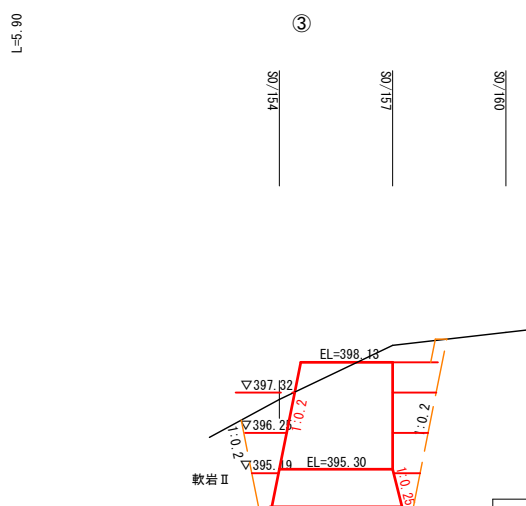 L=5.90
③
SO/154
SO/157
SO/160
EL=398.13
▽397.32
1:0.2
▽396.25
1:0.2
1:0.2
▽395.19
EL=395.30
1:0.25
軟岩Ⅱ